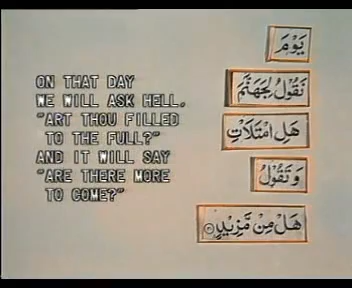 ON THAT DAY
WE WILL ASK HELL,
"ART THOU FILLED
TO THE FULL?"
AND IT WILL SAY
"ARE THERE MORE
TO COME?"
يَوْمَ
نَقُولُ لِجَهَنَّمَ
هَلِ امْتَلَأْتِ
وَتَقُولُ
هَلْ مِنْ مَّزِيدٍ ٣٠